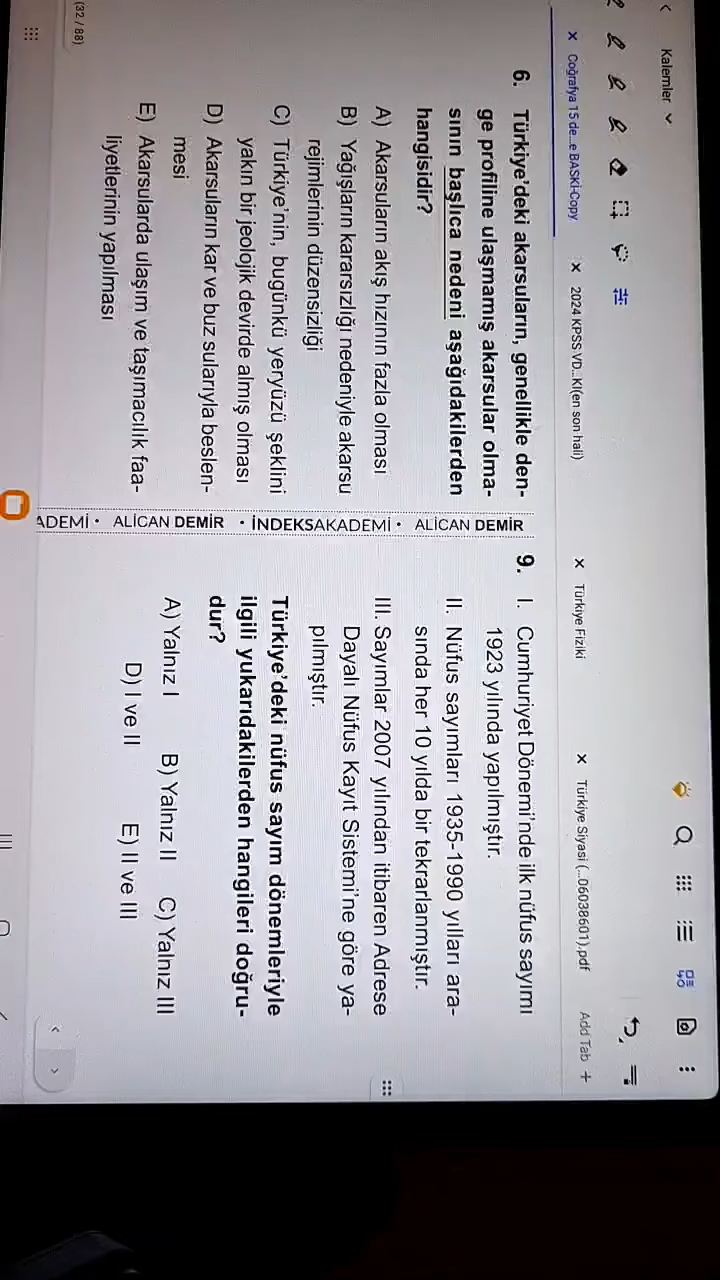 Kalemler
Coğrafya 15 de...e BASKI-Copy
2024 KPSS VD...KI(en son hali)
Türkiye Fiziki
Türkiye Siyasi (...06038601).pdf
Add Tab +
6. Türkiye'deki akarsuların, genellikle den-
ge profiline ulaşmamış akarsular olma-
sının başlıca nedeni aşağıdakilerden
hangisidir?
A) Akarsuların akış hızının fazla olması
B) Yağışların kararsızlığı nedeniyle akarsu
rejimlerinin düzensizliği
C) Türkiye'nin, bugünkü yeryüzü şeklini
yakın bir jeolojik devirde almış olması
D) Akarsuların kar ve buz sularıyla beslen-
mesi
E) Akarsularda ulaşım ve taşımacılık faa-
liyetlerinin yapılması
ADEMİ • ALİCAN DEMİR • İNDEKSAKADEMİ • ALİCAN DEMİR
9. I. Cumhuriyet Dönemi'nde ilk nüfus sayımı
1923 yılında yapılmıştır.
II. Nüfus sayımları 1935-1990 yılları ara-
sında her 10 yılda bir tekrarlanmıştır.
III. Sayımlar 2007 yılından itibaren Adrese
Dayalı Nüfus Kayıt Sistemi'ne göre ya-
pılmıştır.
Türkiye'deki nüfus sayım dönemleriyle
ilgili yukarıdakilerden hangileri doğru-
dur?
A) Yalnız I B) Yalnız II C) Yalnız III
D) I ve II E) II ve III
(32 / 88)